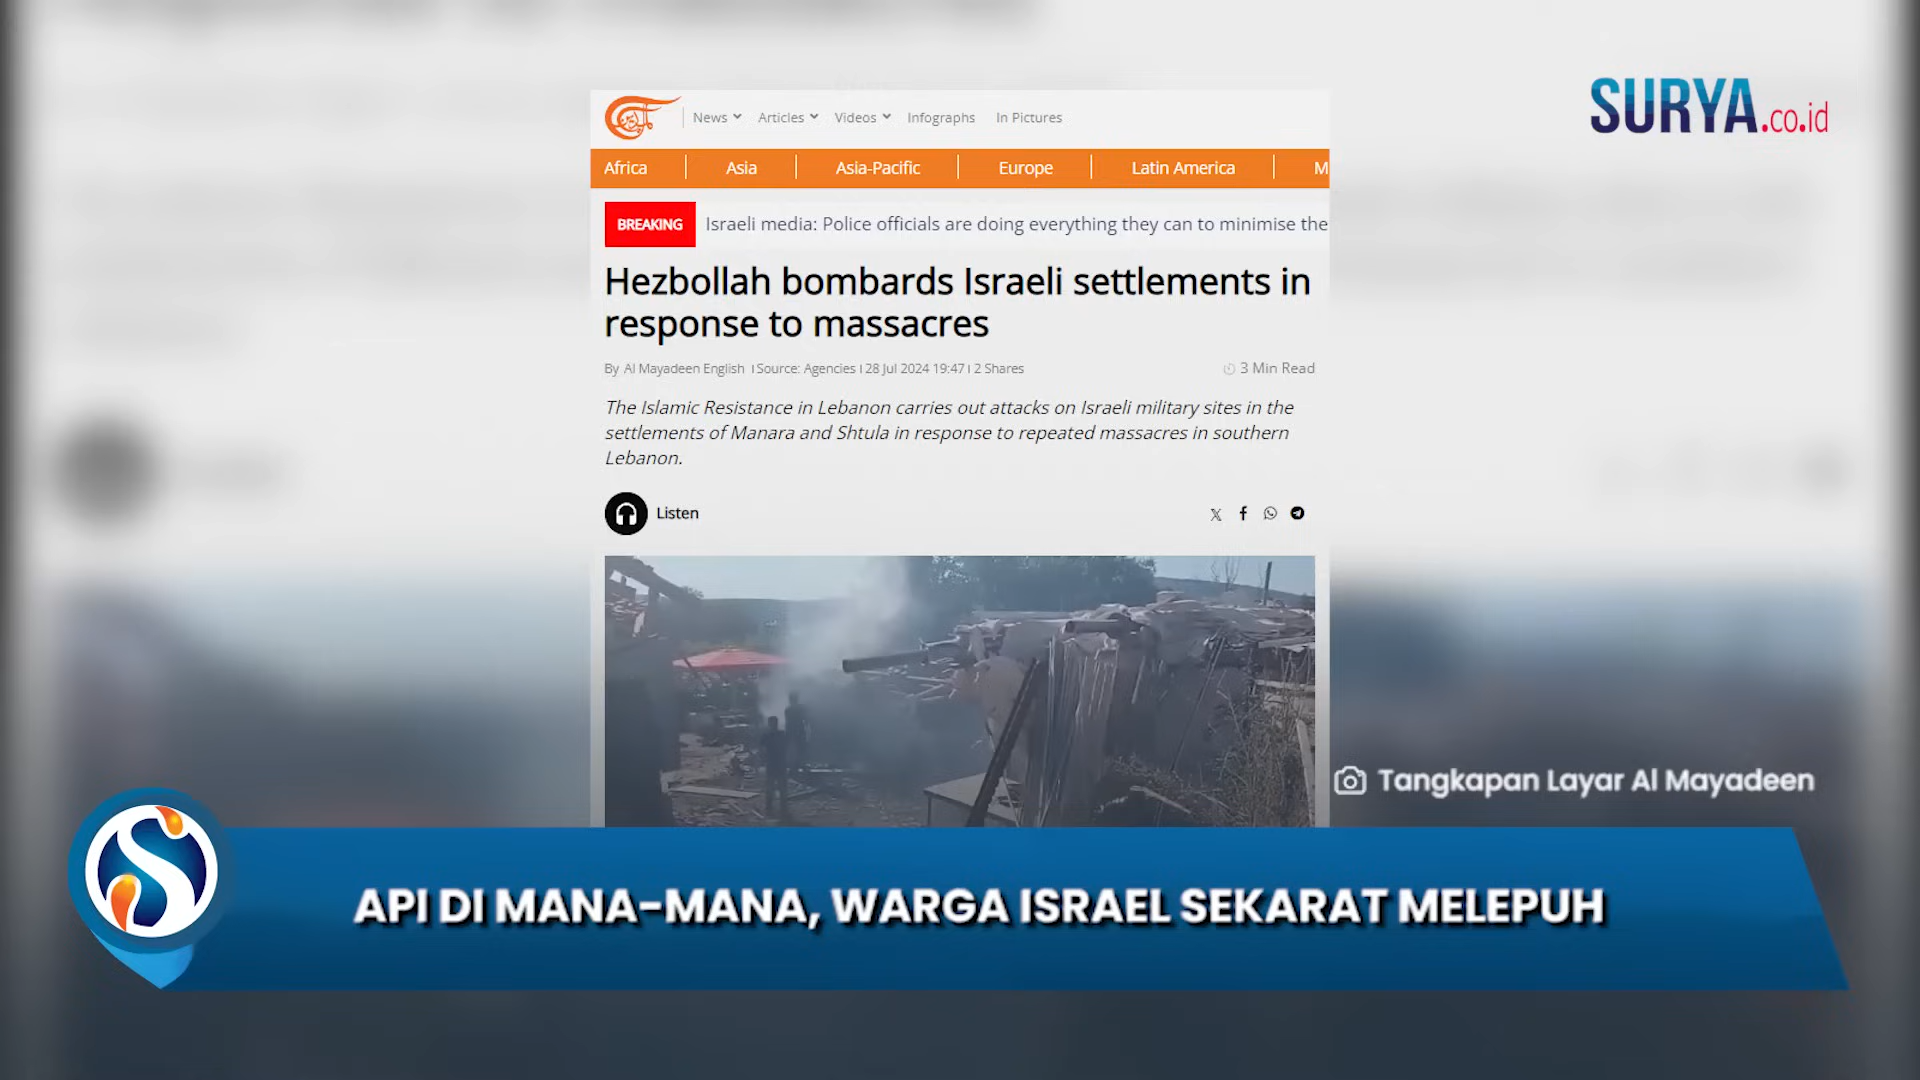 SURYA.co.id
News Articles Videos Infographs In Pictures
Africa Asia Asia-Pacific Europe Latin America M
BREAKING Israeli media: Police officials are doing everything they can to minimise the
Hezbollah bombards Israeli settlements in
response to massacres
By Al Mayadeen English | Source: Agencies | 28 Jul 2024 19:47 | 2 Shares 3 Min Read
The Islamic Resistance in Lebanon carries out attacks on Israeli military sites in the
settlements of Manara and Shtula in response to repeated massacres in southern
Lebanon.
Listen
Tangkapan Layar Al Mayadeen
API DI MANA-MANA, WARGA ISRAEL SEKARAT MELEPUH